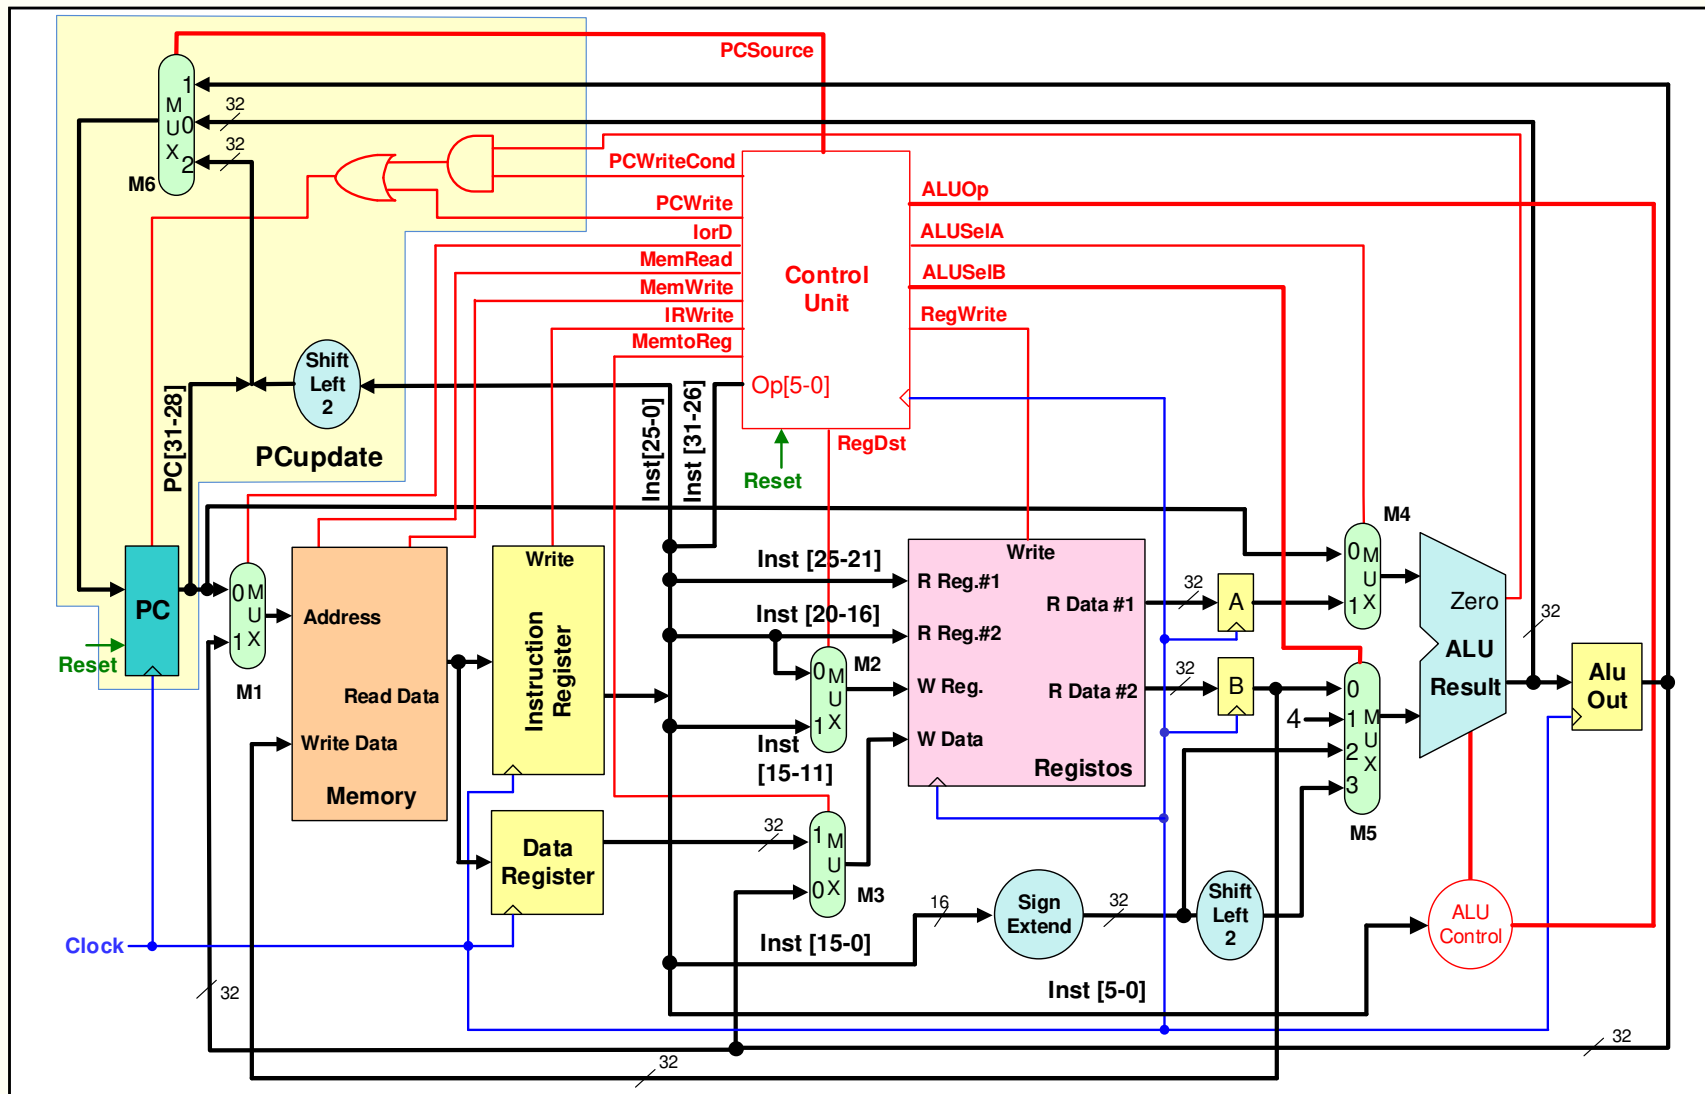 PCSource
1
M
U 0
X
2
M6
32
32
PCWriteCond
PCWrite
IorD
MemRead
MemWrite
IRWrite
MemtoReg
Control
Unit
Op[5-0]
ALUOp
ALUSelA
ALUSelB
RegWrite
RegDst
Reset
Shift
Left
2
PCupdate
PC[31-28]
Inst[25-0]
Inst [31-26]
PC
Reset
0 M
U
1 X
M1
Address
Read Data
Write Data
Memory
Write
Instruction
Register
Data
Register
Inst [25-21]
Inst [20-16]
Inst
[15-11]
0 M
U
1 X
M2
Write
R Reg.#1
R Reg.#2
W Reg.
W Data
R Data #1
R Data #2
Registos
32
32
A
B
M4
0 M
U
1 X
0
4
1 M
2 U
X
3
M5
Zero
ALU
Result
32
Alu
Out
32
1 M
U
0 X
M3
Inst [15-0]
16
Sign
Extend
32
Shift
Left
2
ALU
Control
Inst [5-0]
Clock
32
32
32